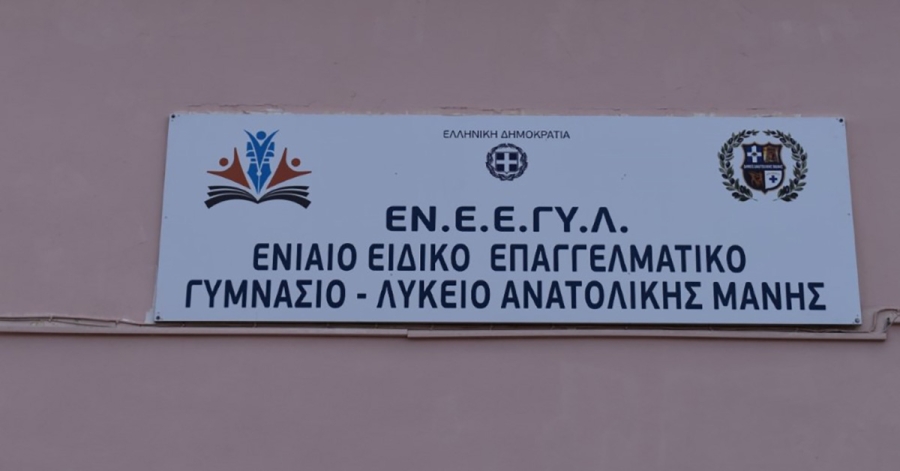 ΕΛΛΗΝΙΚΗ ΔΗΜΟΚΡΑΤΙΑ
ΕΝ.Ε.Ε.ΓΥ.Λ.
ΕΝΙΑΙΟ ΕΙΔΙΚΟ ΕΠΑΓΓΕΛΜΑΤΙΚΟ
ΓΥΜΝΑΣΙΟ - ΛΥΚΕΙΟ ΑΝΑΤΟΛΙΚΗΣ ΜΑΝΗΣ